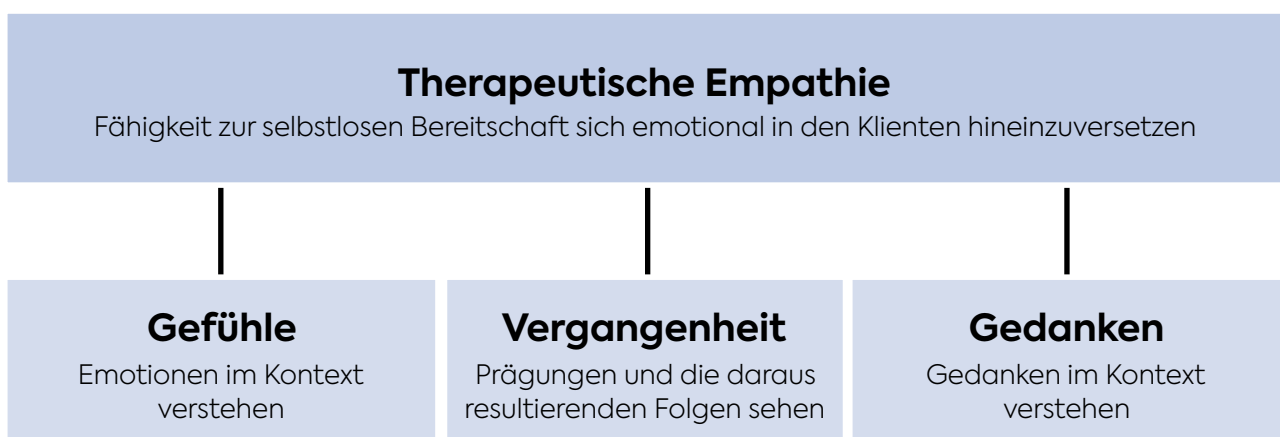 Therapeutische Empathie
Fähigkeit zur selbstlosen Bereitschaft sich emotional in den Klienten hineinzuversetzen
Gefühle
Emotionen im Kontext
verstehen
Vergangenheit
Prägungen und die daraus
resultierenden Folgen sehen
Gedanken
Gedanken im Kontext
verstehen